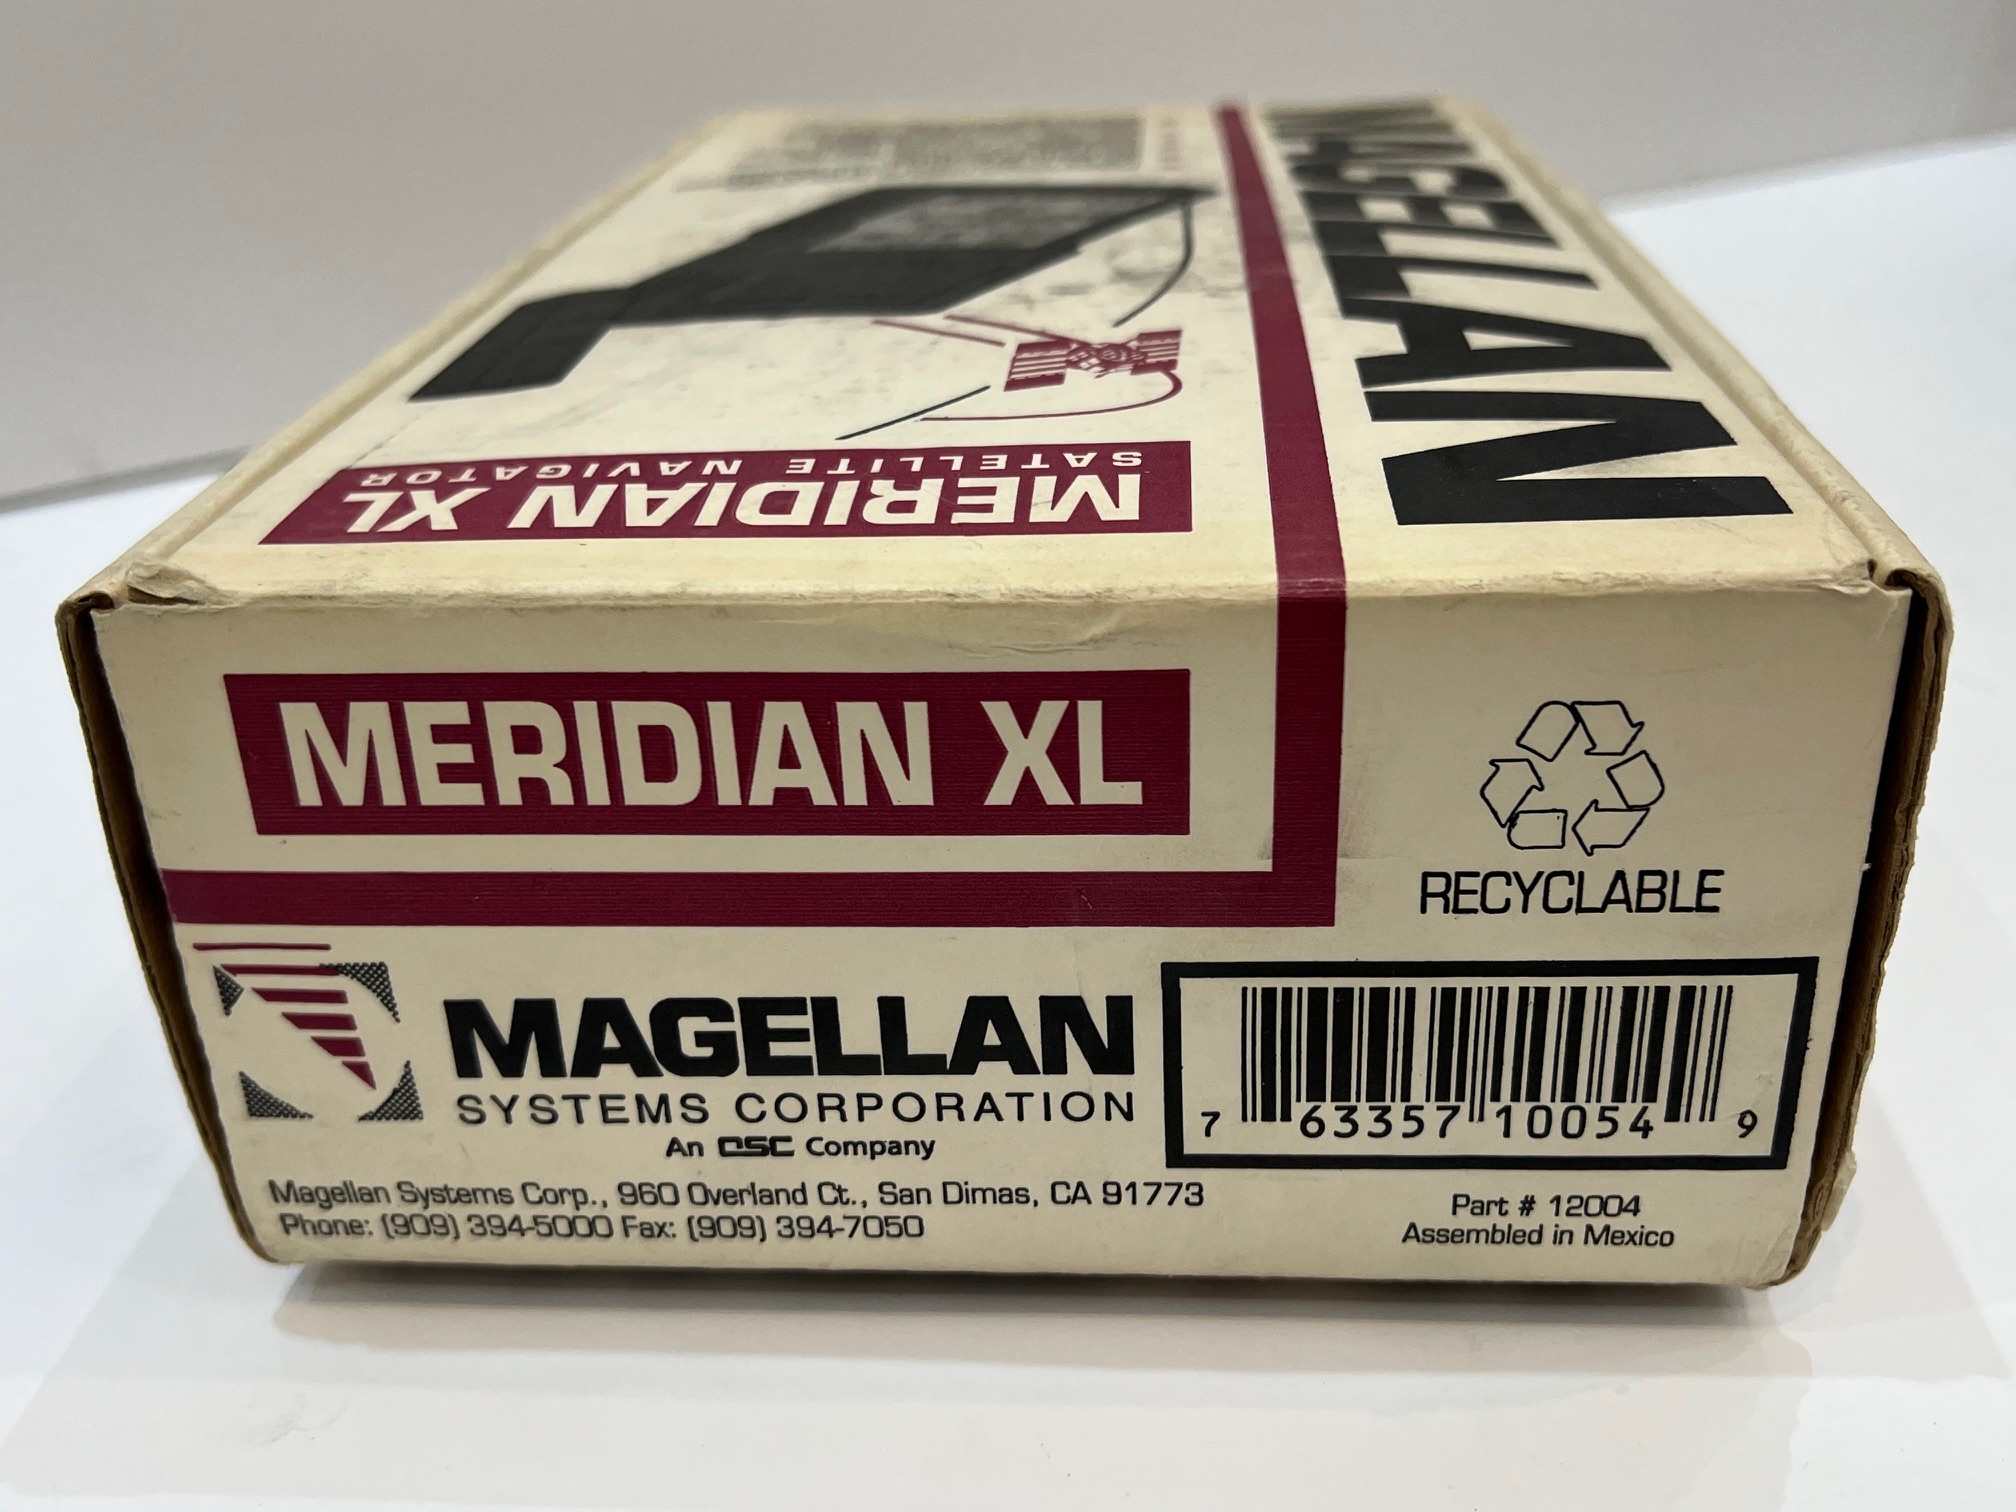 MAGELLAN
MERIDIAN XL
SATELLITE NAVIGATOR
MERIDIAN XL
RECYCLABLE
MAGELLAN
SYSTEMS CORPORATION
An OSC Company
Magellan Systems Corp., 960 Overland Ct., San Dimas, CA 91773
Phone: (909) 394-5000 Fax: (909) 394-7050
7 63357 10054 9
Part # 12004
Assembled in Mexico